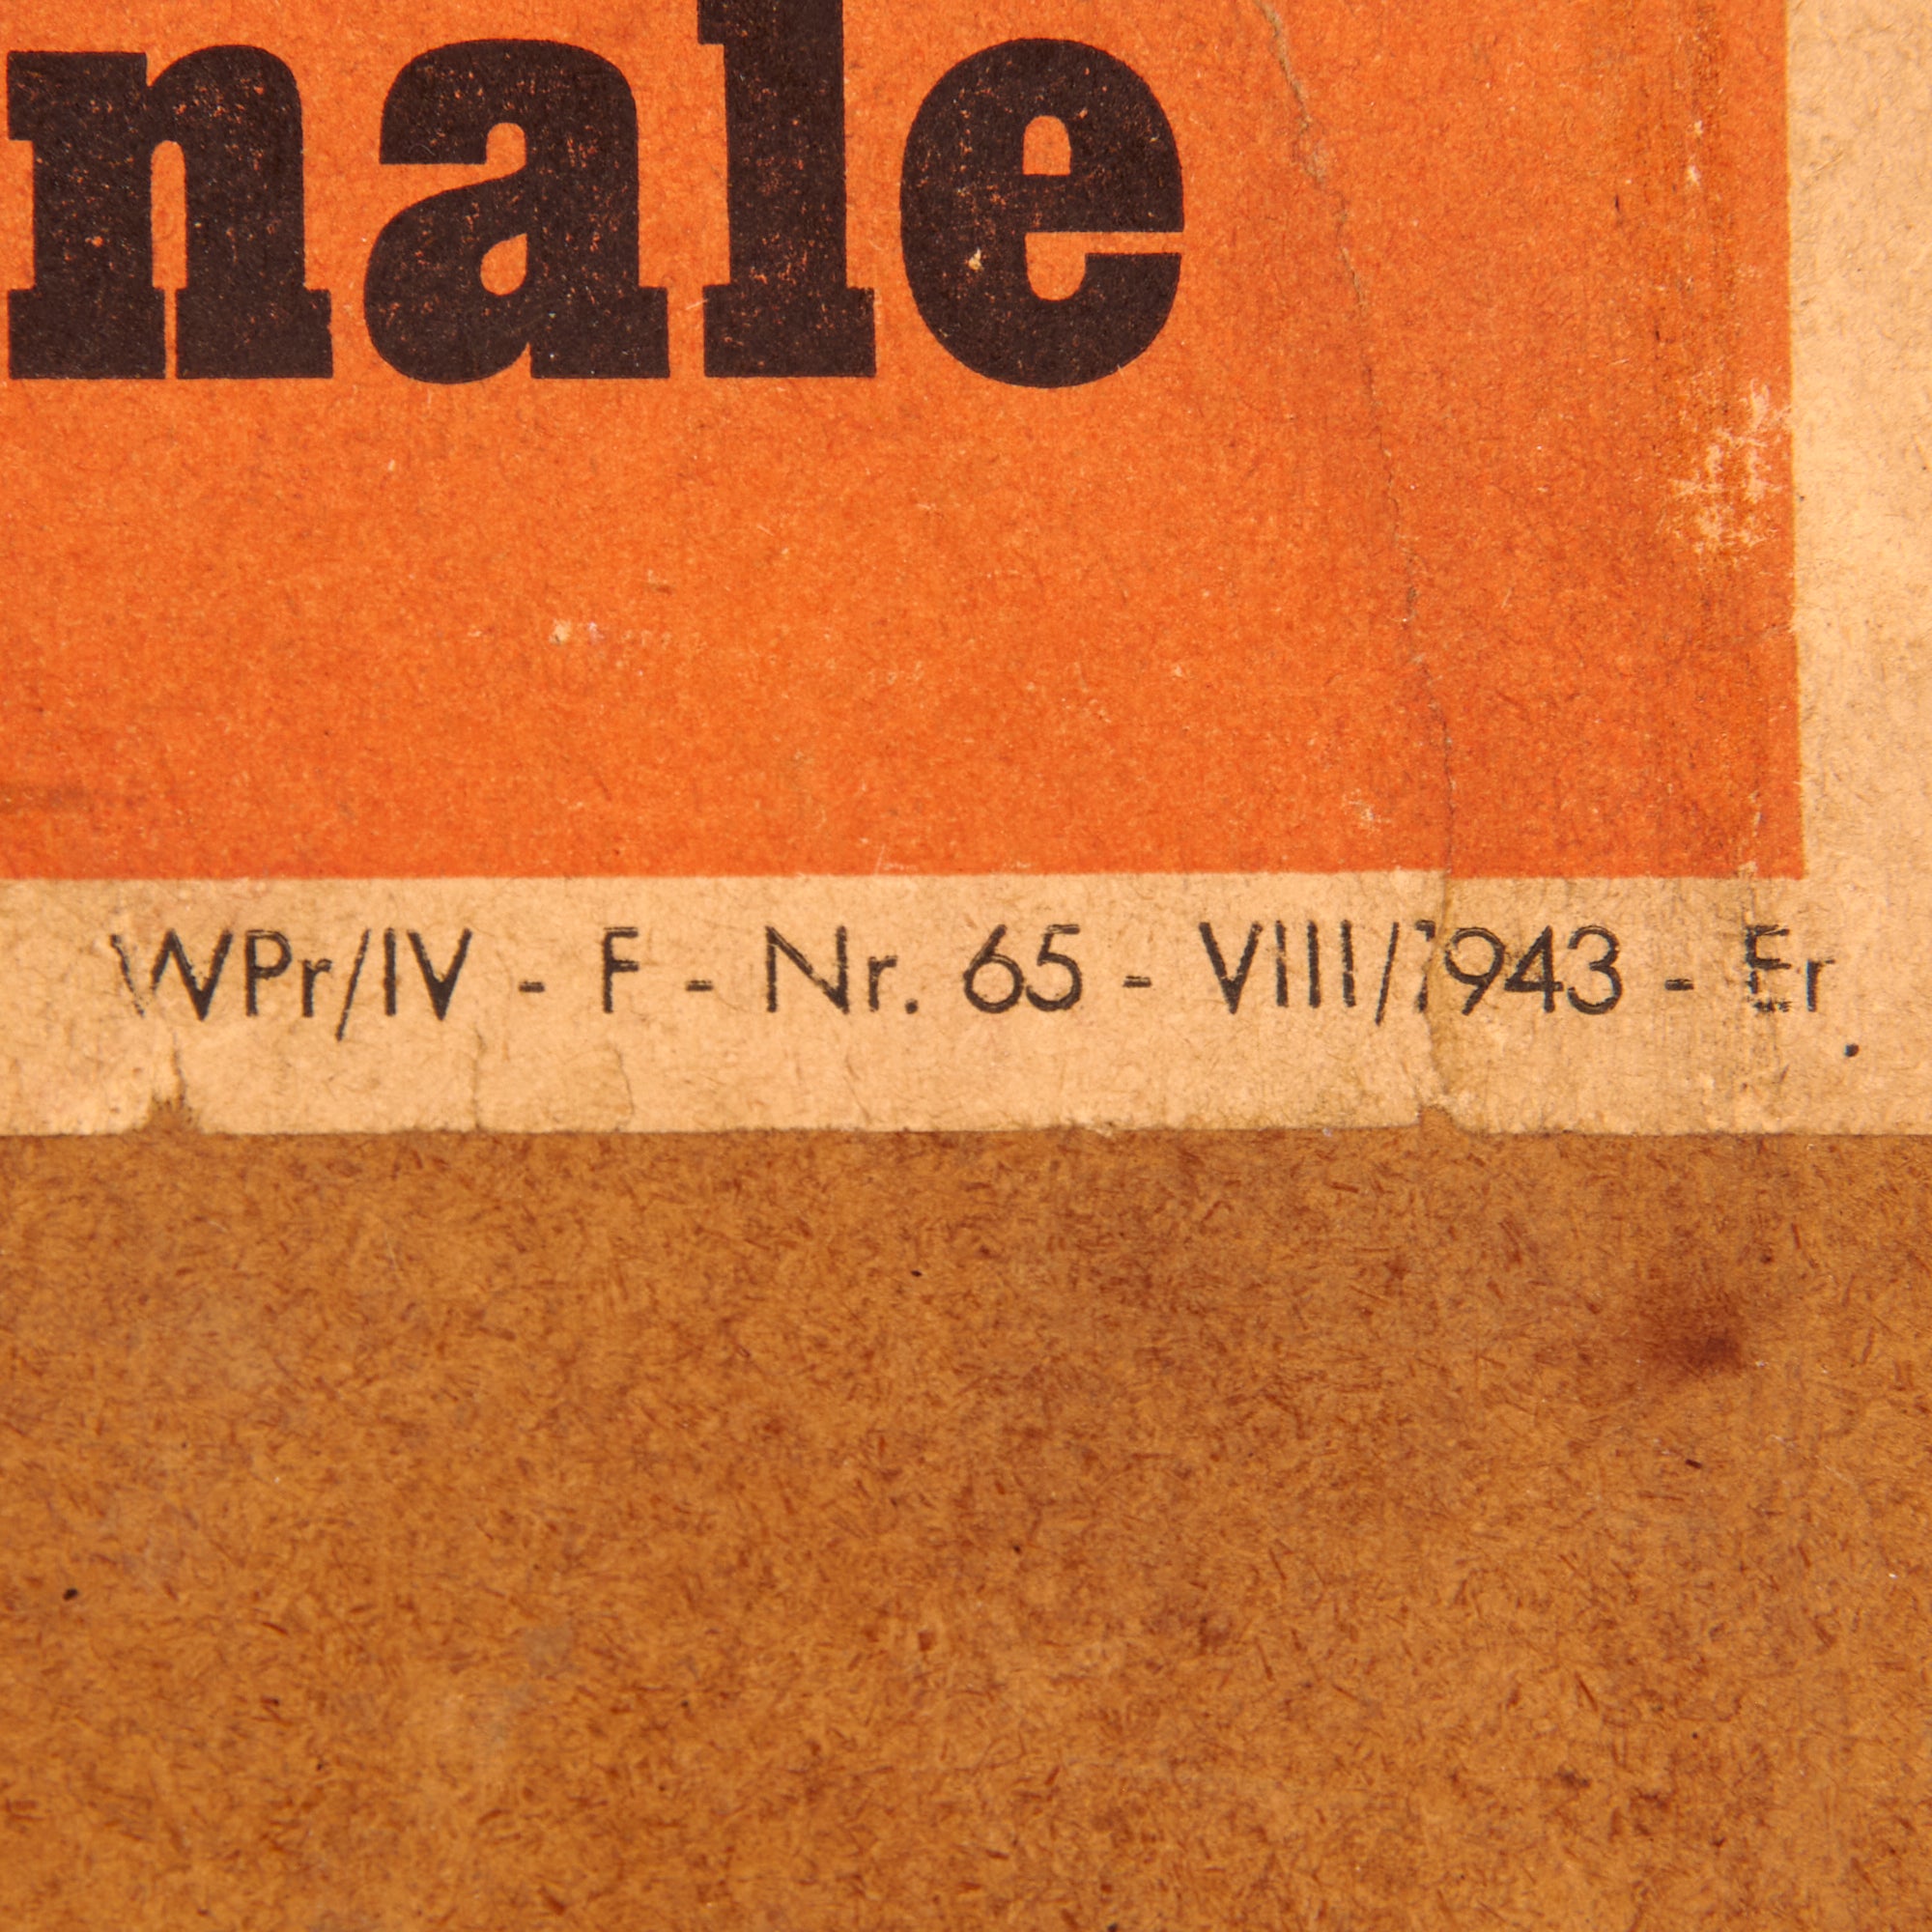 nale
WPr/IV - F - Nr. 65 - VIII/1943 - Er